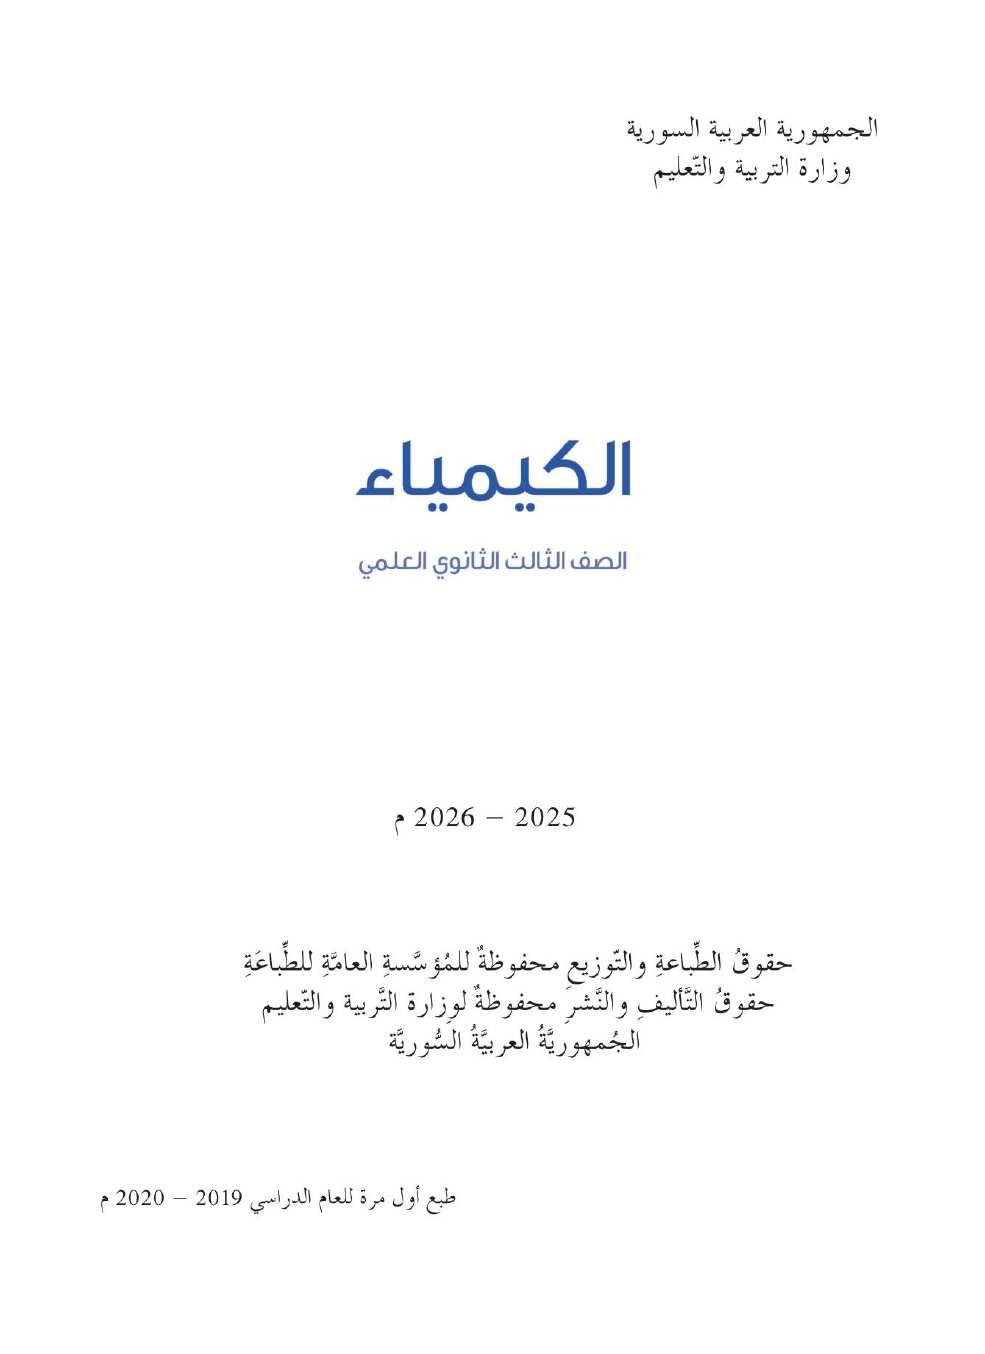 الجمهورية العربية السورية
وزارة التربية والتّعليم
الكيمياء
الصف الثالث الثانوي العلمي
2025 – 2026 م
حقوقُ الطِّباعةِ والتّوزيعِ محفوظةٌ للمُؤسَّسةِ العامَّةِ للطِّباعَةِ
حقوقُ التَّأليفِ والنَّشرِ محفوظةٌ لوِزارة التَّربية والتّعليم
الجُمهوريَّةُ العربيَّةُ السُّوريَّة
طبع أول مرة للعام الدراسي 2019 – 2020 م